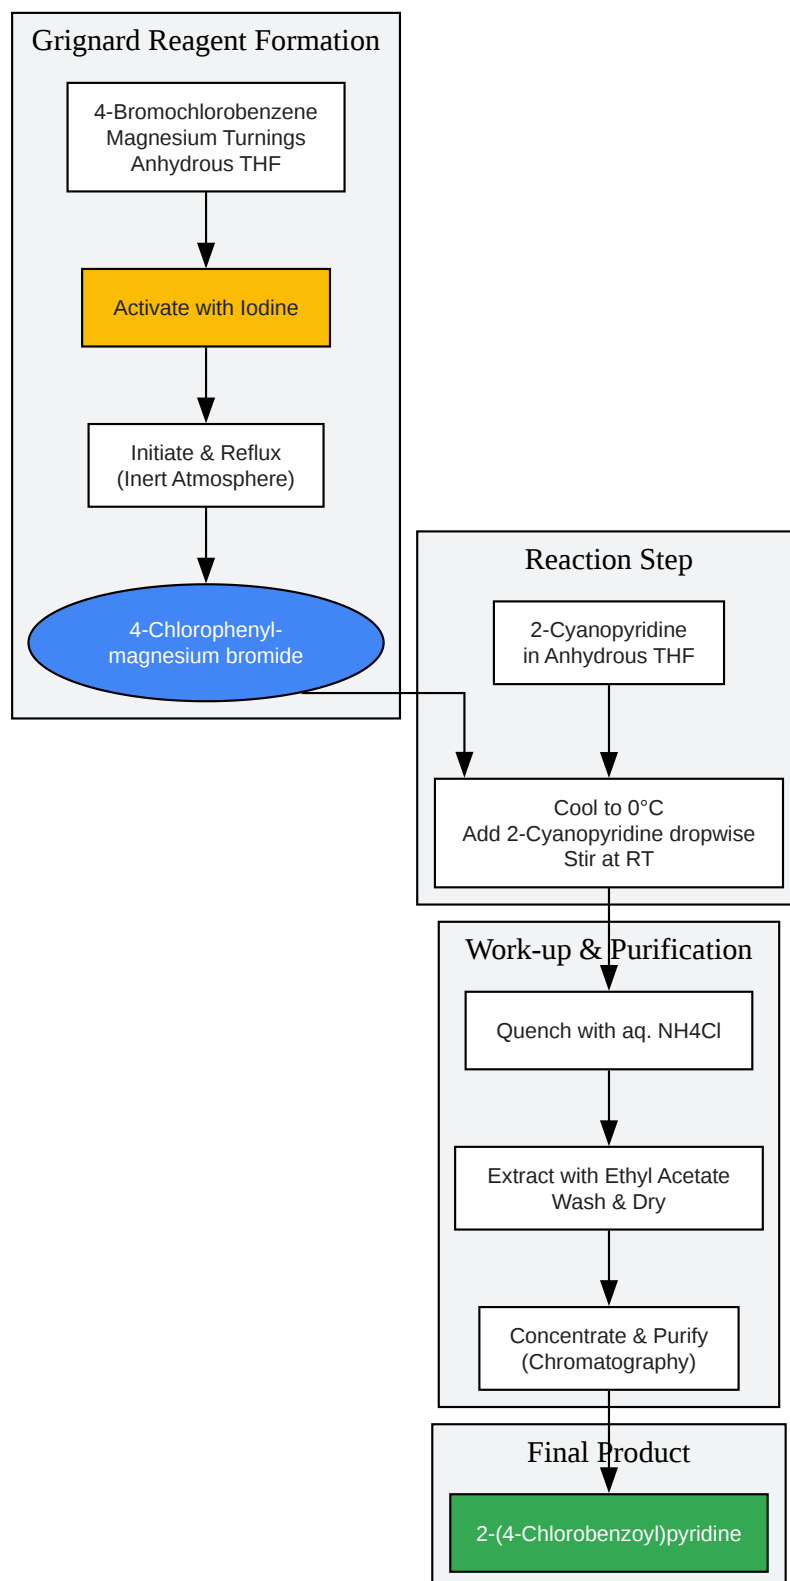 Grignard Reagent Formation
4-Bromochlorobenzene
Magnesium Turnings
Anhydrous THF
Activate with Iodine
Initiate & Reflux
(Inert Atmosphere)
4-Chlorophenyl-
magnesium bromide
Reaction Step
2-Cyanopyridine
in Anhydrous THF
Cool to 0°C
Add 2-Cyanopyridine dropwise
Stir at RT
Work-up & Purification
Quench with aq. NH4Cl
Extract with Ethyl Acetate
Wash & Dry
Concentrate & Purify
(Chromatography)
Final Product
2-(4-Chlorobenzoyl)pyridine